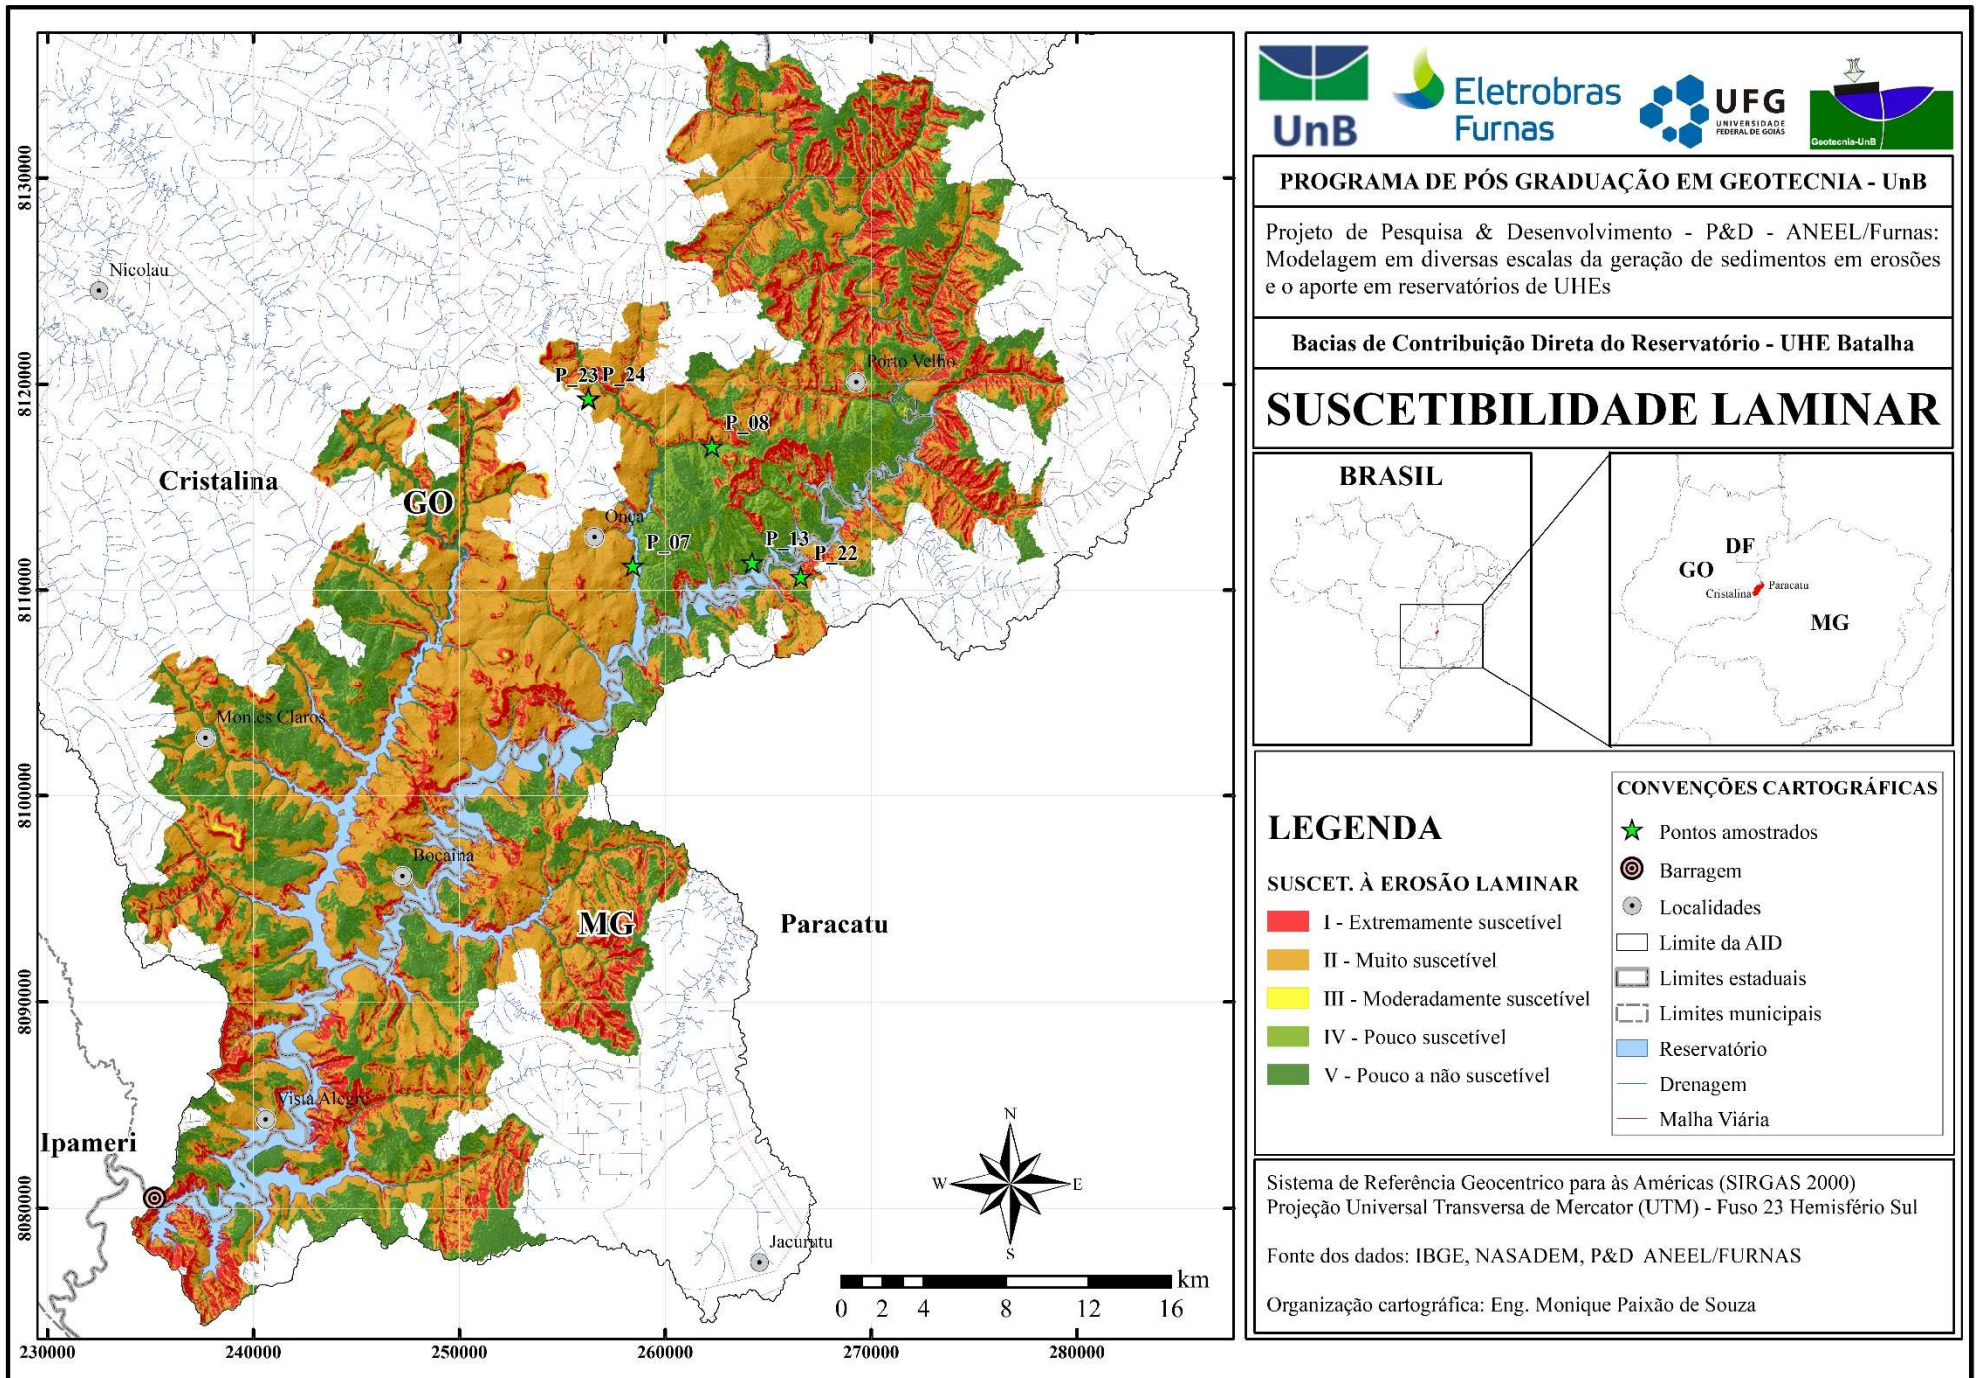 8130000
8120000
8110000
8100000
8090000
8080000
230000
240000
250000
260000
270000
280000
Nicolau
Porto Velho
P_23
P_24
P_08
Cristalina
GO
Onça
P_07
P_13
P_22
Montes Claros
Bocaina
MG
Paracatu
Vista Alegre
Ipameri
Jacurutu
N
W
E
S
km
0 2 4 8 12 16
UnB
Eletrobras
Furnas
UFG
UNIVERSIDADE
FEDERAL DE GOIÁS
Geotecnia-UnB
PROGRAMA DE PÓS GRADUAÇÃO EM GEOTECNIA - UnB
Projeto de Pesquisa & Desenvolvimento - P&D - ANEEL/Furnas:
Modelagem em diversas escalas da geração de sedimentos em erosões
e o aporte em reservatórios de UHEs
Bacias de Contribuição Direta do Reservatório - UHE Batalha
SUSCETIBILIDADE LAMINAR
BRASIL
DF
GO
Paracatu
Cristalina
MG
LEGENDA
SUSCET. À EROSÃO LAMINAR
I - Extremamente suscetível
II - Muito suscetível
III - Moderadamente suscetível
IV - Pouco suscetível
V - Pouco a não suscetível
CONVENÇÕES CARTOGRÁFICAS
Pontos amostrados
Barragem
Localidades
Limite da AID
Limites estaduais
Limites municipais
Reservatório
Drenagem
Malha Viária
Sistema de Referência Geocentrico para às Américas (SIRGAS 2000)
Projeção Universal Transversa de Mercator (UTM) - Fuso 23 Hemisfério Sul
Fonte dos dados: IBGE, NASADEM, P&D ANEEL/FURNAS
Organização cartográfica: Eng. Monique Paixão de Souza